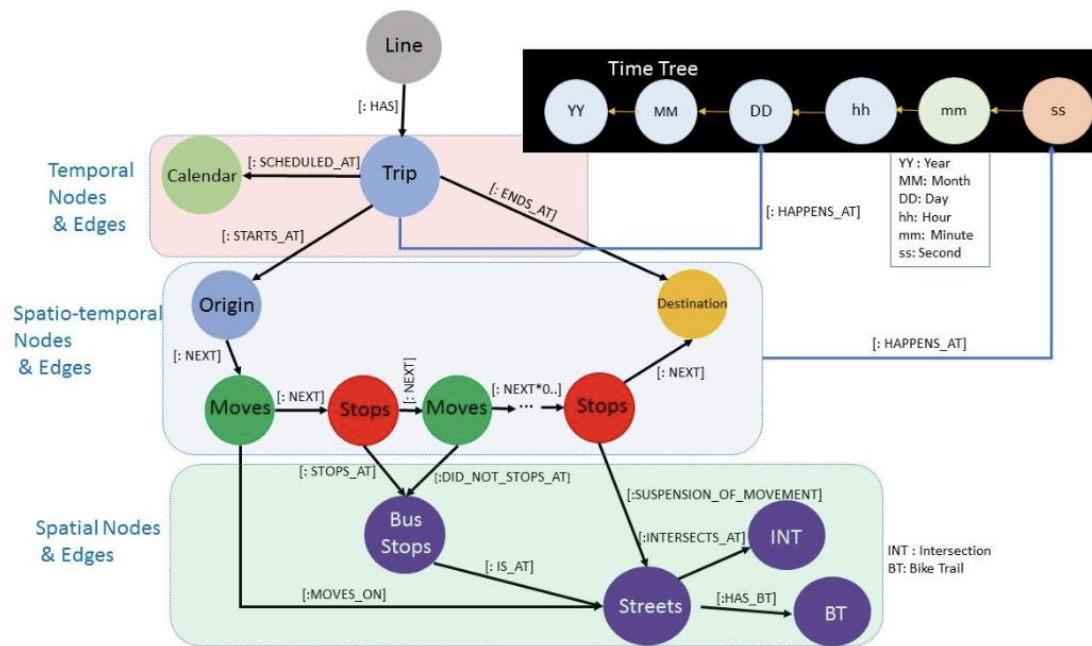 Line
Time Tree
[: HAS]
YY
MM
DD
hh
mm
ss
Temporal
Nodes
& Edges
Calendar
[: SCHEDULED_AT]
Trip
[: ENDS_AT]
[: STARTS_AT]
[: HAPPENS_AT]
YY : Year
MM: Month
DD: Day
hh: Hour
mm: Minute
ss: Second
Spatio-temporal
Nodes
& Edges
Origin
Destination
[: NEXT]
[: HAPPENS_AT]
[: NEXT]
Moves
[: NEXT]
Stops
[: NEXT]
Moves
[: NEXT*0..]
...
Stops
[: STOPS_AT]
[:DID_NOT_STOPS_AT]
[:SUSPENSION_OF_MOVEMENT]
Spatial Nodes
& Edges
Bus
Stops
[:INTERSECTS_AT]
INT
INT : Intersection
BT: Bike Trail
[: IS_AT]
[:MOVES_ON]
Streets
[:HAS_BT]
BT